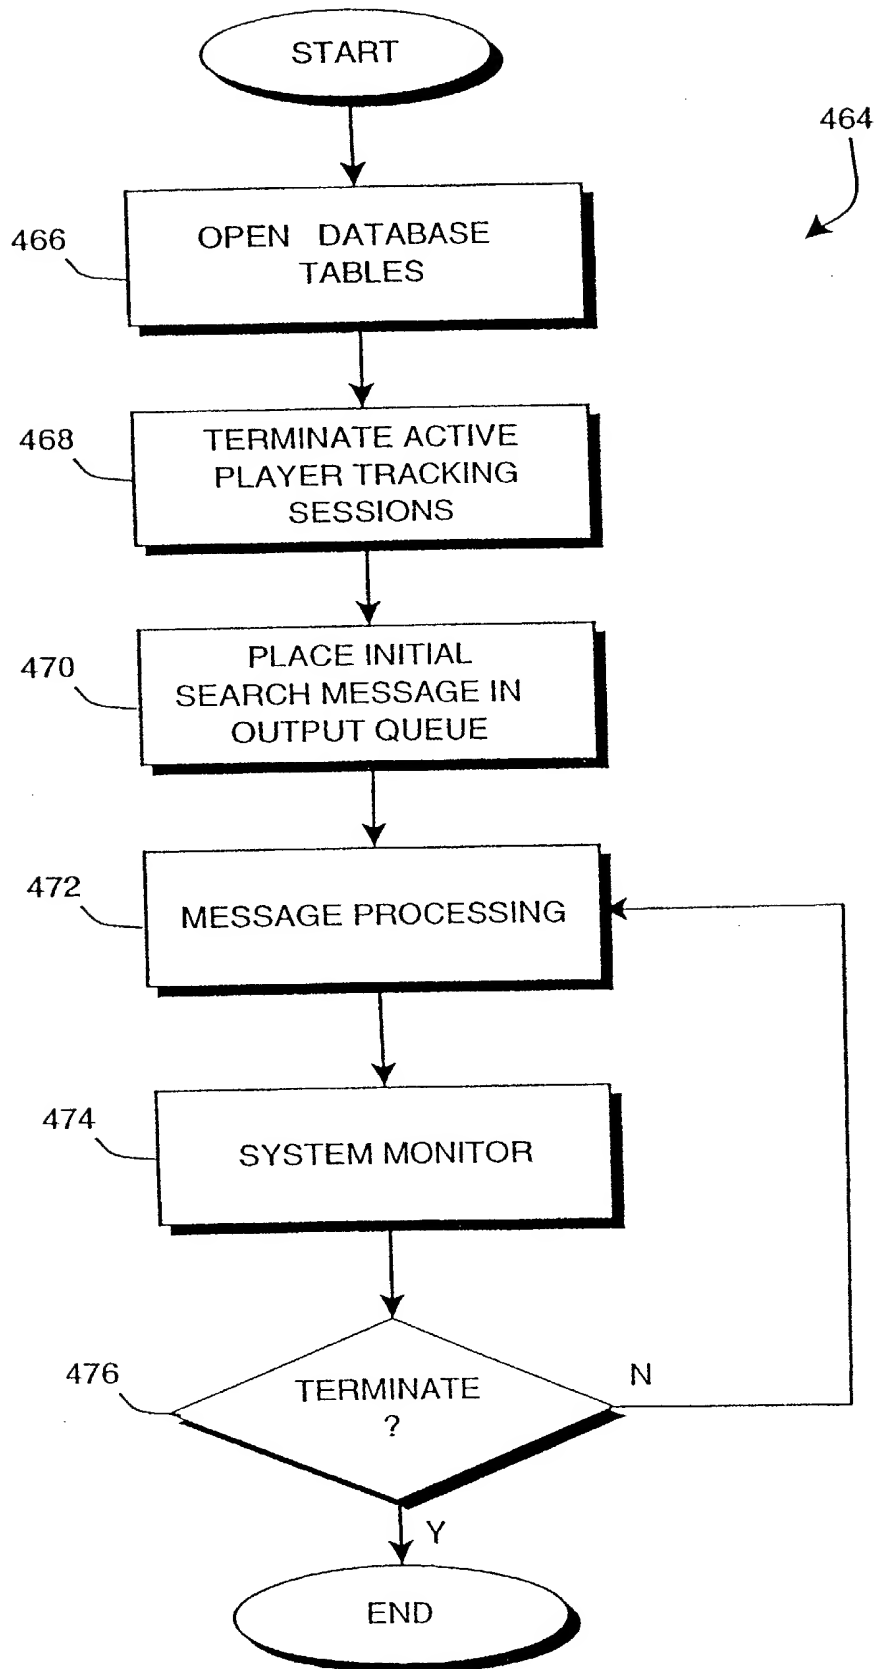 START
464
466
OPEN DATABASE
TABLES
468
TERMINATE ACTIVE
PLAYER TRACKING
SESSIONS
470
PLACE INITIAL
SEARCH MESSAGE IN
OUTPUT QUEUE
472
MESSAGE PROCESSING
474
SYSTEM MONITOR
476
TERMINATE
?
N
Y
END